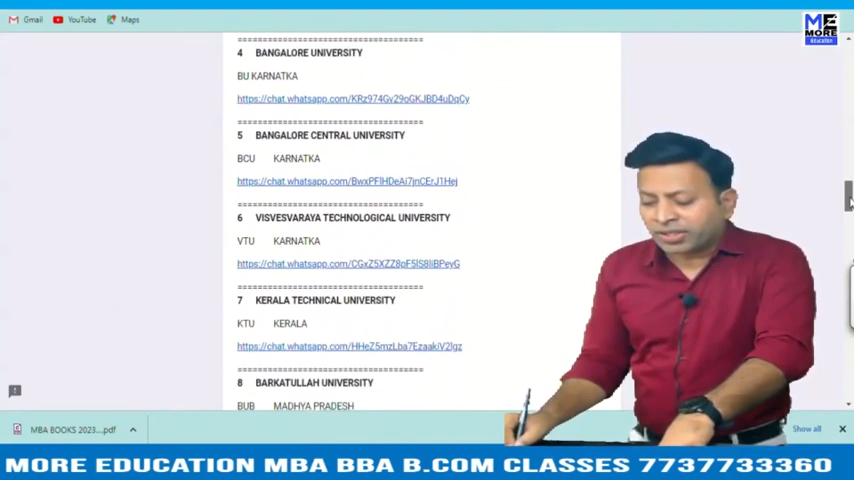 Gmail YouTube Maps
ME
MORE
Education
===================================
4 BANGALORE UNIVERSITY
BU KARNATKA
https://chat.whatsapp.com/KRz974Gv29oGKJBD4uDqCy
===================================
5 BANGALORE CENTRAL UNIVERSITY
BCU KARNATKA
https://chat.whatsapp.com/BwxPFlHDeAi7jnCErJ1Hej
===================================
6 VISVESVARAYA TECHNOLOGICAL UNIVERSITY
VTU KARNATKA
https://chat.whatsapp.com/CGxZ5XZZ8pF5lS8liBPeyG
===================================
7 KERALA TECHNICAL UNIVERSITY
KTU KERALA
https://chat.whatsapp.com/HHeZ5mzLba7EzaakiV2lgz
===================================
8 BARKATULLAH UNIVERSITY
BUB MADHYA PRADESH
MBA BOOKS 2023....pdf
Show all
MORE EDUCATION MBA BBA B.COM CLASSES 7737733360